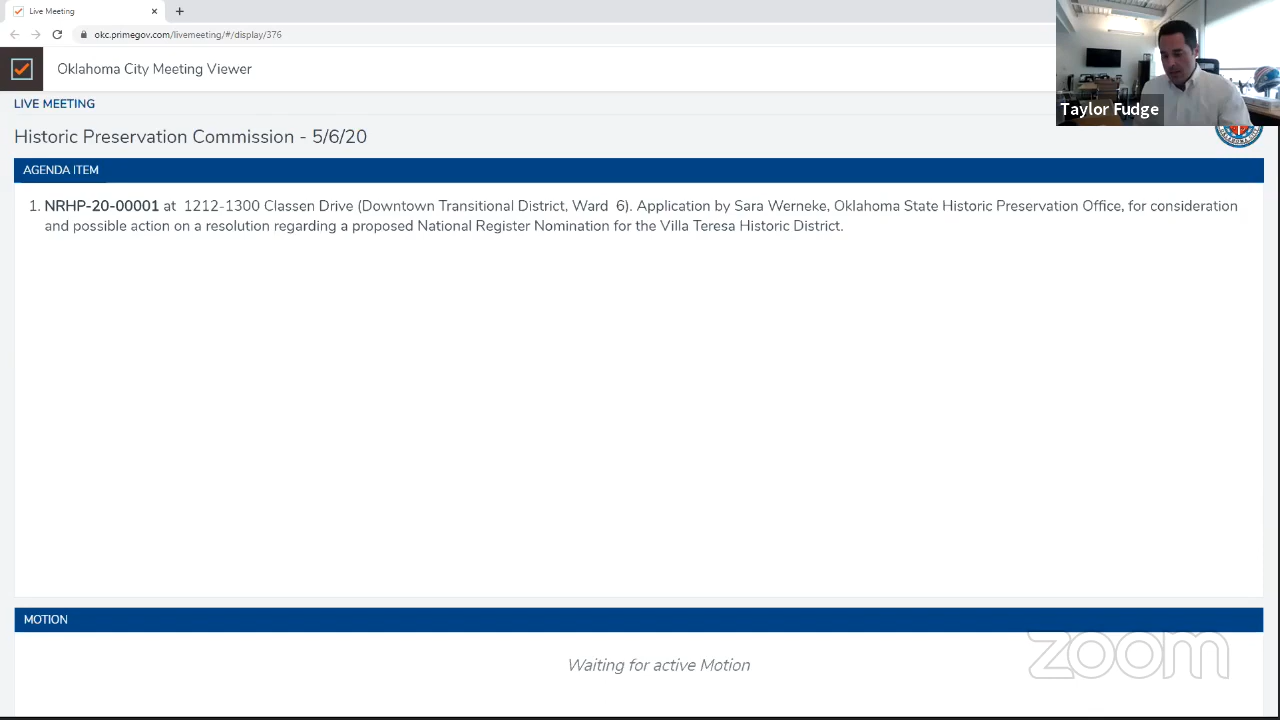 Live Meeting
okc.primegov.com/livemeeting/#/display/376
Oklahoma City Meeting Viewer
Taylor Fudge
LIVE MEETING
Historic Preservation Commission - 5/6/20
AGENDA ITEM
1. NRHP-20-00001 at 1212-1300 Classen Drive (Downtown Transitional District, Ward 6). Application by Sara Werneke, Oklahoma State Historic Preservation Office, for consideration
and possible action on a resolution regarding a proposed National Register Nomination for the Villa Teresa Historic District.
MOTION
Waiting for active Motion
zoom